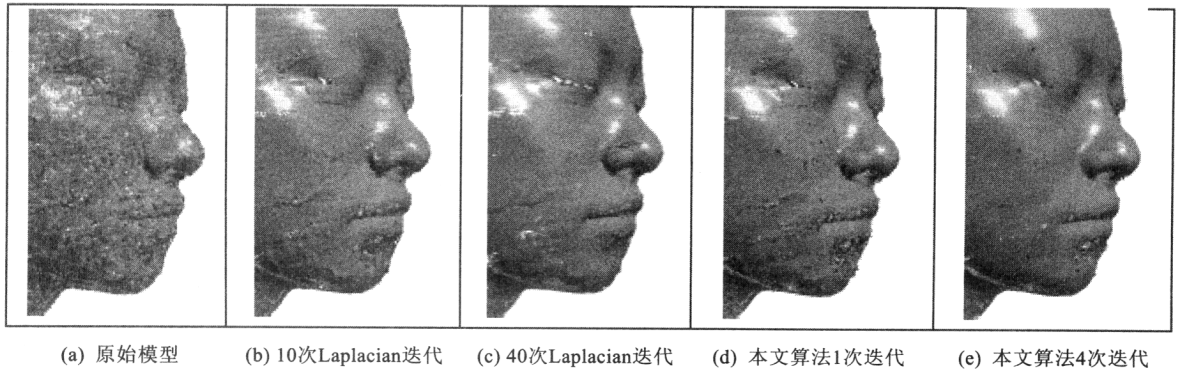 (a) 原始模型
(b) 10次Laplacian迭代
(c) 40次Laplacian迭代
(d) 本文算法1次迭代
(e) 本文算法4次迭代